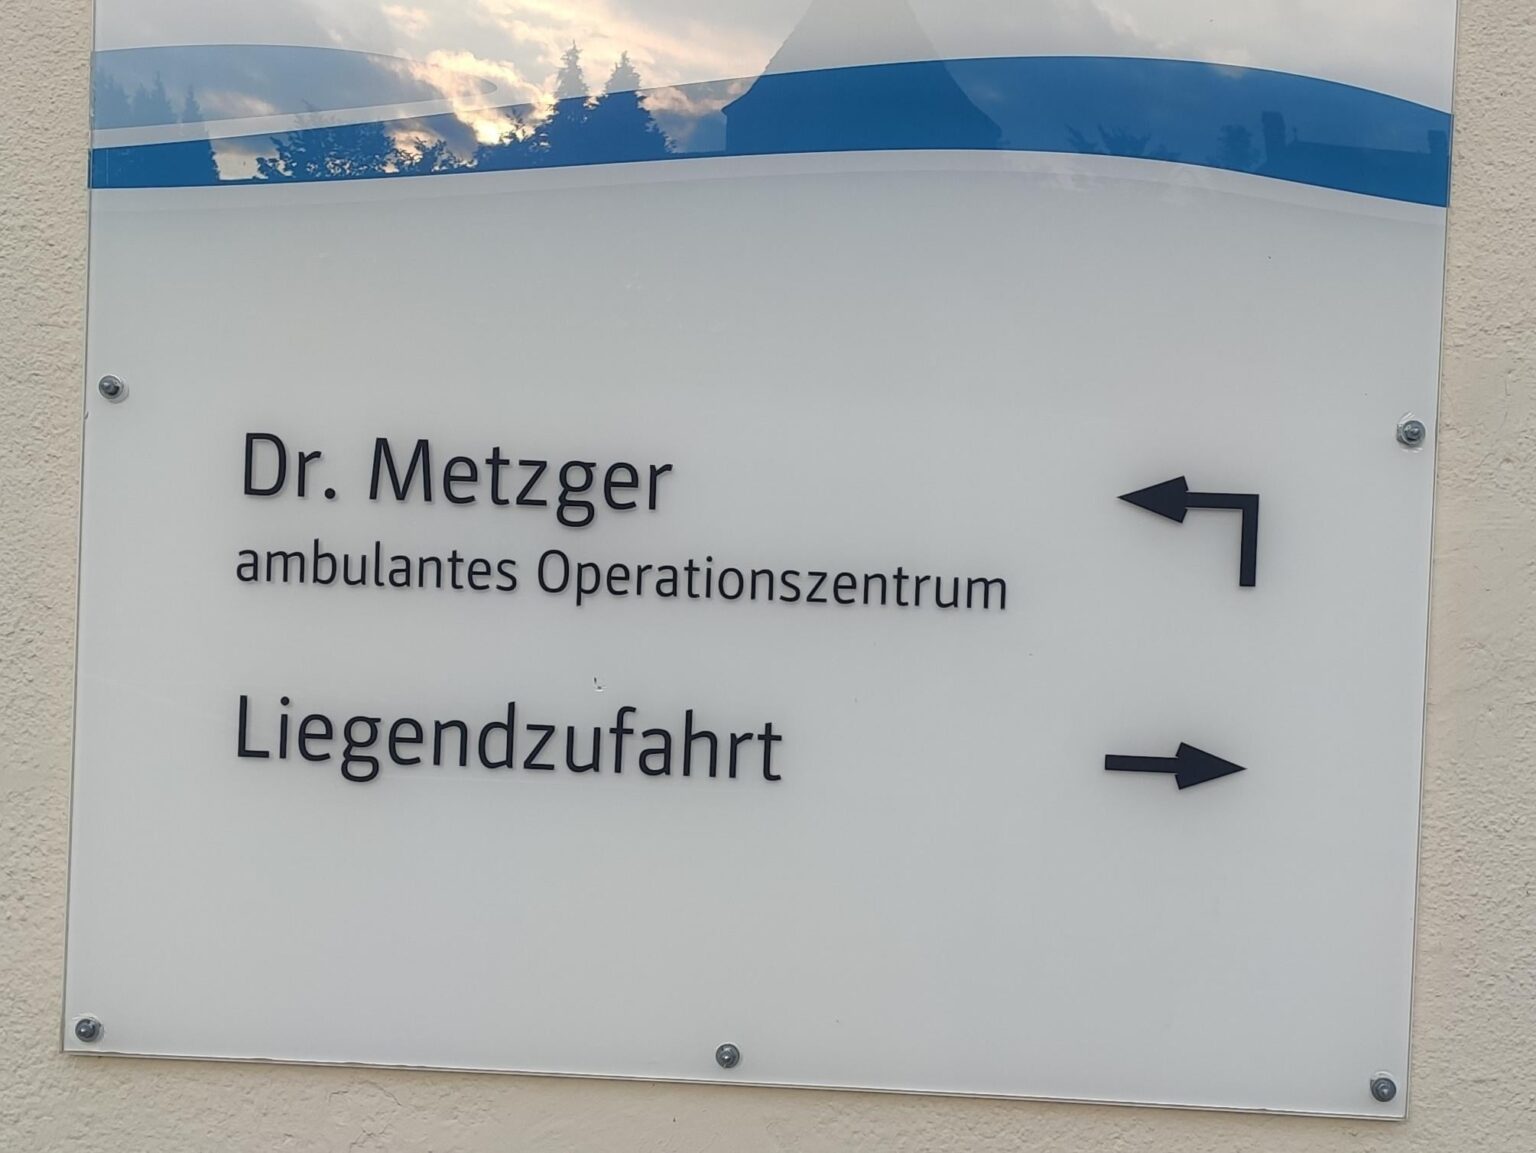 Dr. Metzger
ambulantes Operationszentrum
Liegendzufahrt